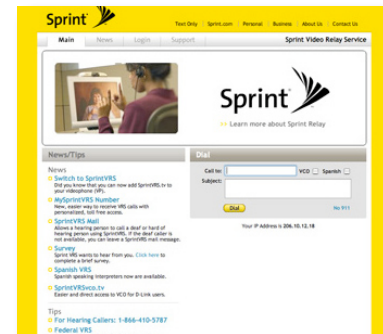 Sprint
Text Only | Sprint.com | Personal | Business | About Us | Contact Us
Main News Login Support
Sprint Video Relay Service
Sprint
Learn more about Sprint Relay
News/Tips
News
Switch to SprintVRS
Did you know that you can now add SprintVRS.tv to
your videophone (VP).
MySprintVRS Number
New, easier way to receive VRS calls with
personalized, toll free access.
SprintVRS Mail
Allows a hearing person to call a deaf or hard of
hearing person using SprintVRS. If the deaf caller is
not available, you can leave a SprintVRS mail message.
Survey
Sprint VRS wants to hear from you. Click here to
complete a brief survey.
Spanish VRS
Spanish speaking interpreters now are available.
SprintVRSvco.tv
Easier and direct access to VCO for D-Link users.
Tips
For Hearing Callers: 1-866-410-5787
Federal VRS
Dial
Call to: VCO Spanish
Subject:
Dial
No 911
Your IP Address is 206.10.12.18